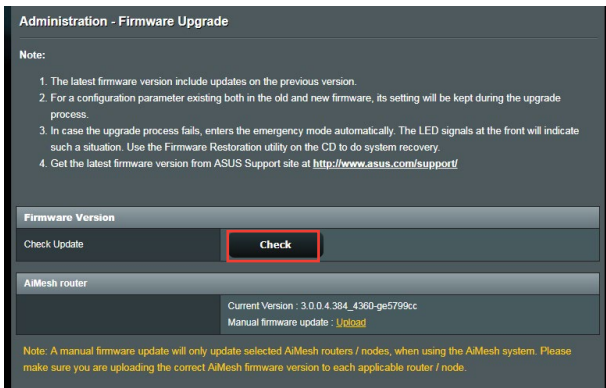 Administration - Firmware Upgrade
Note:
1. The latest firmware version include updates on the previous version.
2. For a configuration parameter existing both in the old and new firmware, its setting will be kept during the upgrade
process.
3. In case the upgrade process fails, enters the emergency mode automatically. The LED signals at the front will indicate
such a situation. Use the Firmware Restoration utility on the CD to do system recovery.
4. Get the latest firmware version from ASUS Support site at http://www.asus.com/support/
Firmware Version
Check Update
Check
AiMesh router
Current Version : 3.0.0.4.384_4360-ge5799cc
Manual firmware update : Upload
Note: A manual firmware update will only update selected AiMesh routers / nodes, when using the AiMesh system. Please
make sure you are uploading the correct AiMesh firmware version to each applicable router / node.